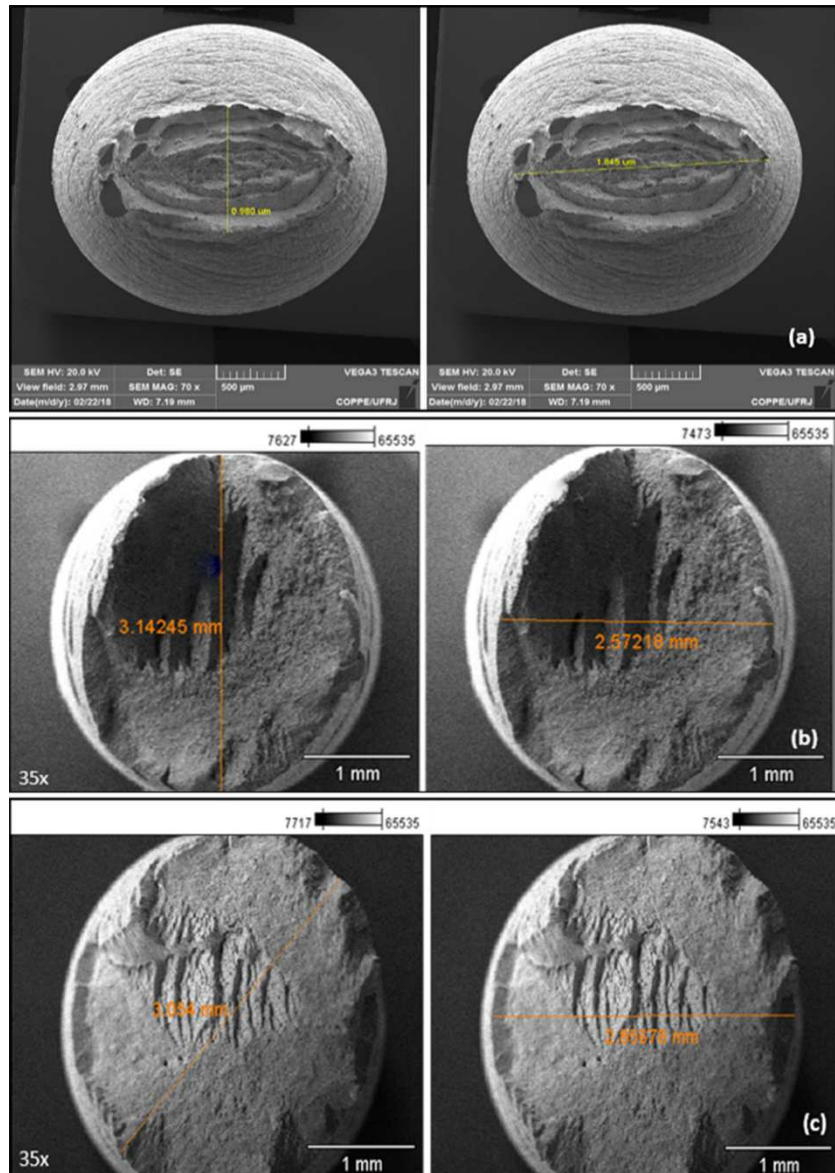 0.980 um
1.845 um
(a)
SEM HV: 20.0 kV Det: SE VEGA3 TESCAN
View field: 2.97 mm SEM MAG: 70 x 500 µm
Date(m/d/y): 02/22/18 WD: 7.19 mm COPPE/UFRJ
SEM HV: 20.0 kV Det: SE VEGA3 TESCAN
View field: 2.97 mm SEM MAG: 70 x 500 µm
Date(m/d/y): 02/22/18 WD: 7.19 mm COPPE/UFRJ
7627 65535
7473 65535
3.14245 mm
2.57218 mm
(b)
35x
1 mm
1 mm
7717 65535
7543 65535
mm
mm
(c)
35x
1 mm
1 mm